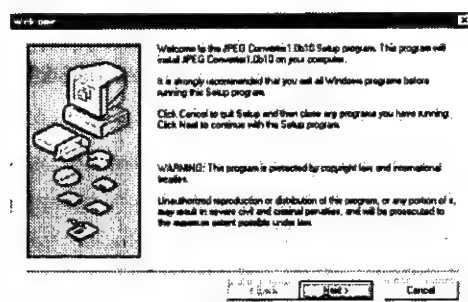 Welcome
Welcome to the JPEG Converter1.0b10 Setup program. This program will
install JPEG Converter1.0b10 on your computer.
It is strongly recommended that you exit all Windows programs before
running this Setup program.
Click Cancel to quit Setup and then close any programs you have running.
Click Next to continue with the Setup program.
WARNING: This program is protected by copyright law and international
treaties.
Unauthorized reproduction or distribution of this program, or any portion of it,
may result in severe civil and criminal penalties, and will be prosecuted to
the maximum extent possible under law.
< Back Next > Cancel